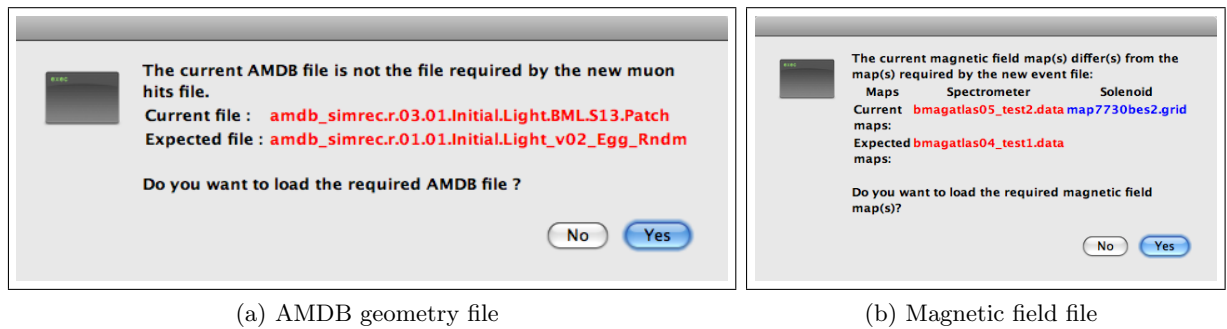 exec
The current AMDB file is not the file required by the new muon
hits file.
Current file : amdb_simrec.r.03.01.Initial.Light.BML.S13.Patch
Expected file : amdb_simrec.r.01.01.Initial.Light_v02_Egg_Rndm
Do you want to load the required AMDB file ?
No Yes
(a) AMDB geometry file
exec
The current magnetic field map(s) differ(s) from the
map(s) required by the new event file:
Maps Spectrometer Solenoid
Current bmagatlas05_test2.data map7730bes2.grid
maps:
Expected bmagatlas04_test1.data
maps:
Do you want to load the required magnetic field
map(s)?
No Yes
(b) Magnetic field file